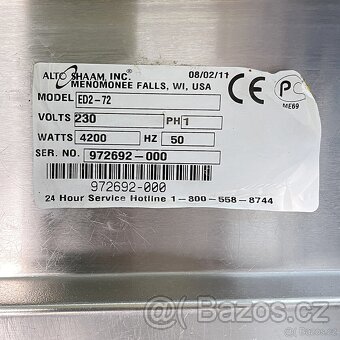 ALTO SHAAM, INC. 08/02/11
MENOMONEE FALLS, WI, USA
MODEL ED2-72
VOLTS 230 PH 1
WATTS 4200 HZ 50
SER. NO. 972692-000
CE PC
ME69
972692-000
24 Hour Service Hotline 1-800-558-8744
© Bazos.cz